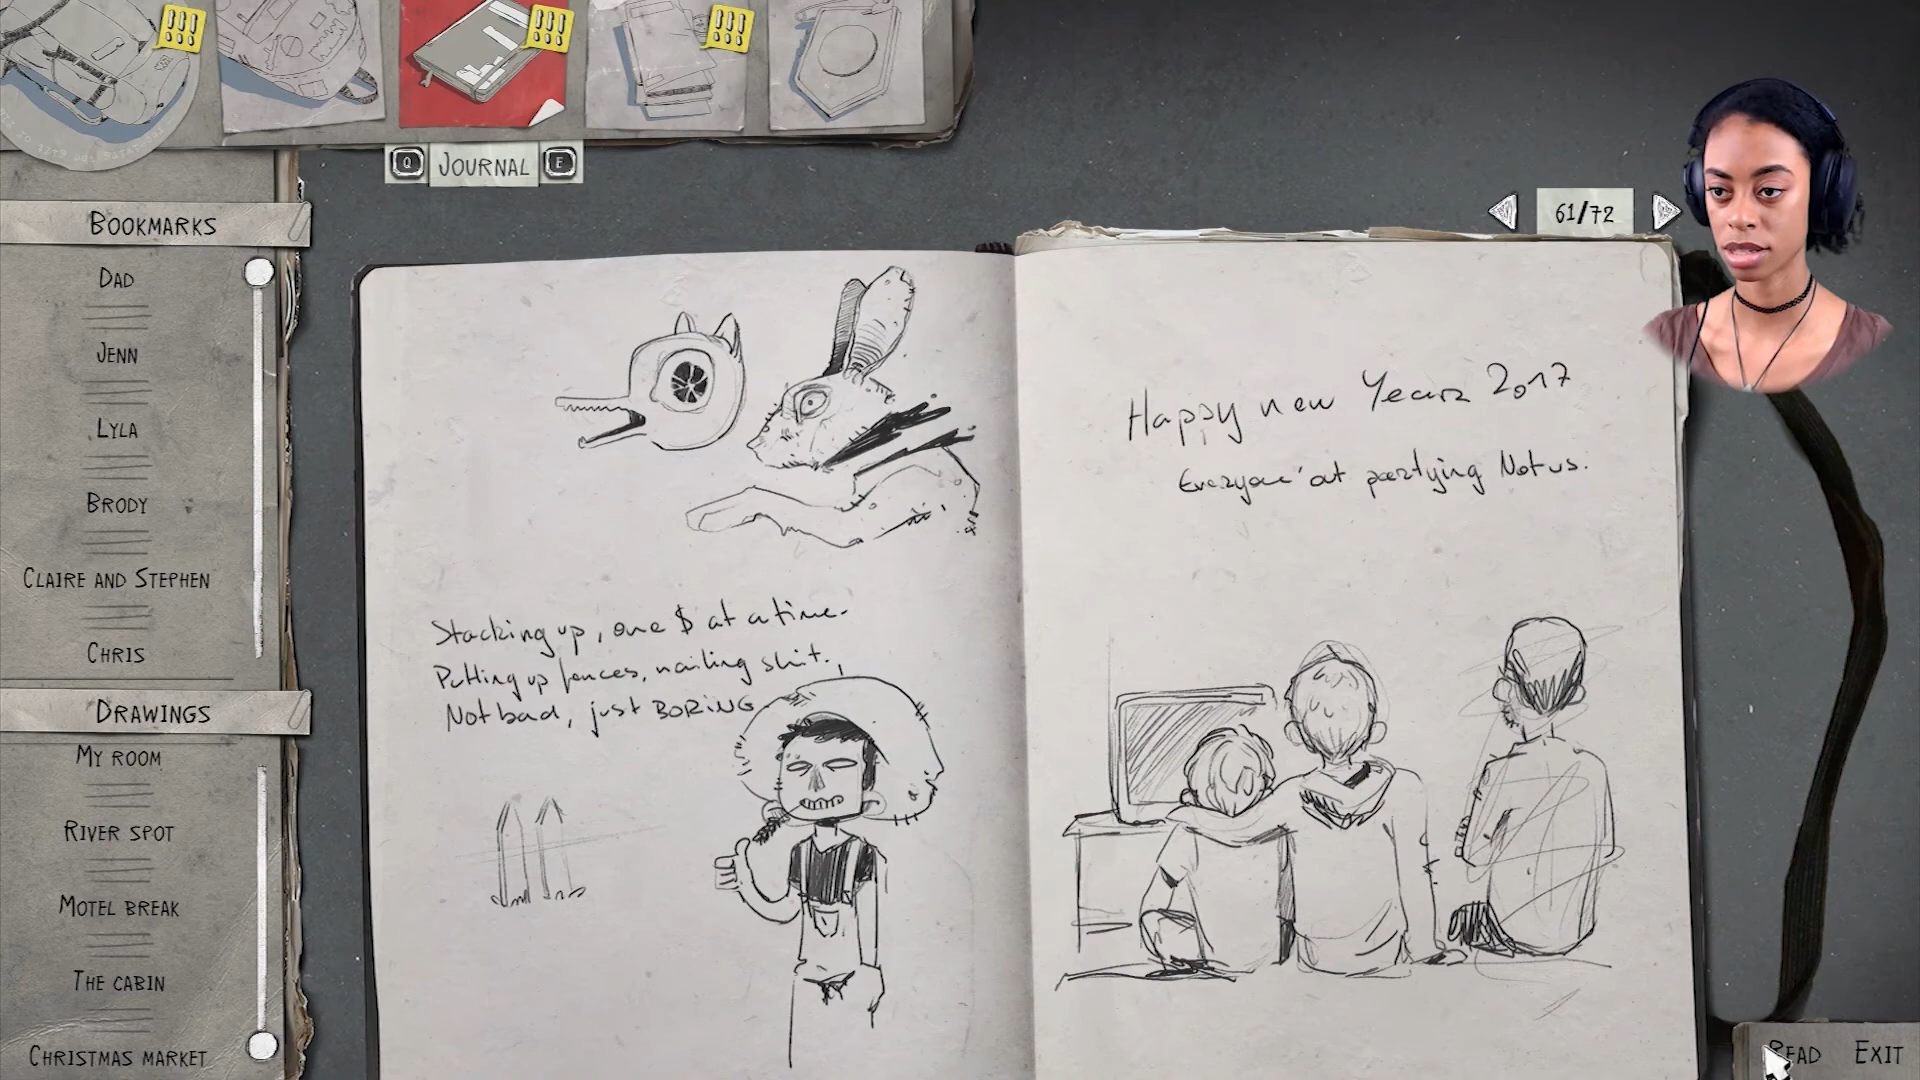 Q JOURNAL E
61/72
BOOKMARKS
DAD
JENN
LYLA
BRODY
CLAIRE AND STEPHEN
CHRIS
DRAWINGS
MY ROOM
RIVER SPOT
MOTEL BREAK
THE CABIN
CHRISTMAS MARKET
Stacking up, one $ at a time.
Putting up fences, nailing shit.
Not bad, just BORING
Happy new Years 2017
Everyone' out partying Not us.
READ EXIT